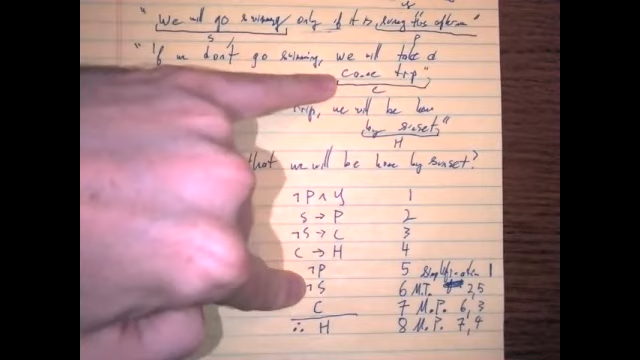 "We will go swimming only if it is sunny this afternoon"
S P
"If we don't go swimming, we will take a
canoe trip"
C
trip, we will be home
by sunset"
H
that we will be home by sunset?
¬P ∧ Y 1
S → P 2
¬S → C 3
C → H 4
¬P 5 Simplification 1
¬S 6 M.T. 2,5
C 7 M.P. 6,3
∴ H 8 M.P. 7,4